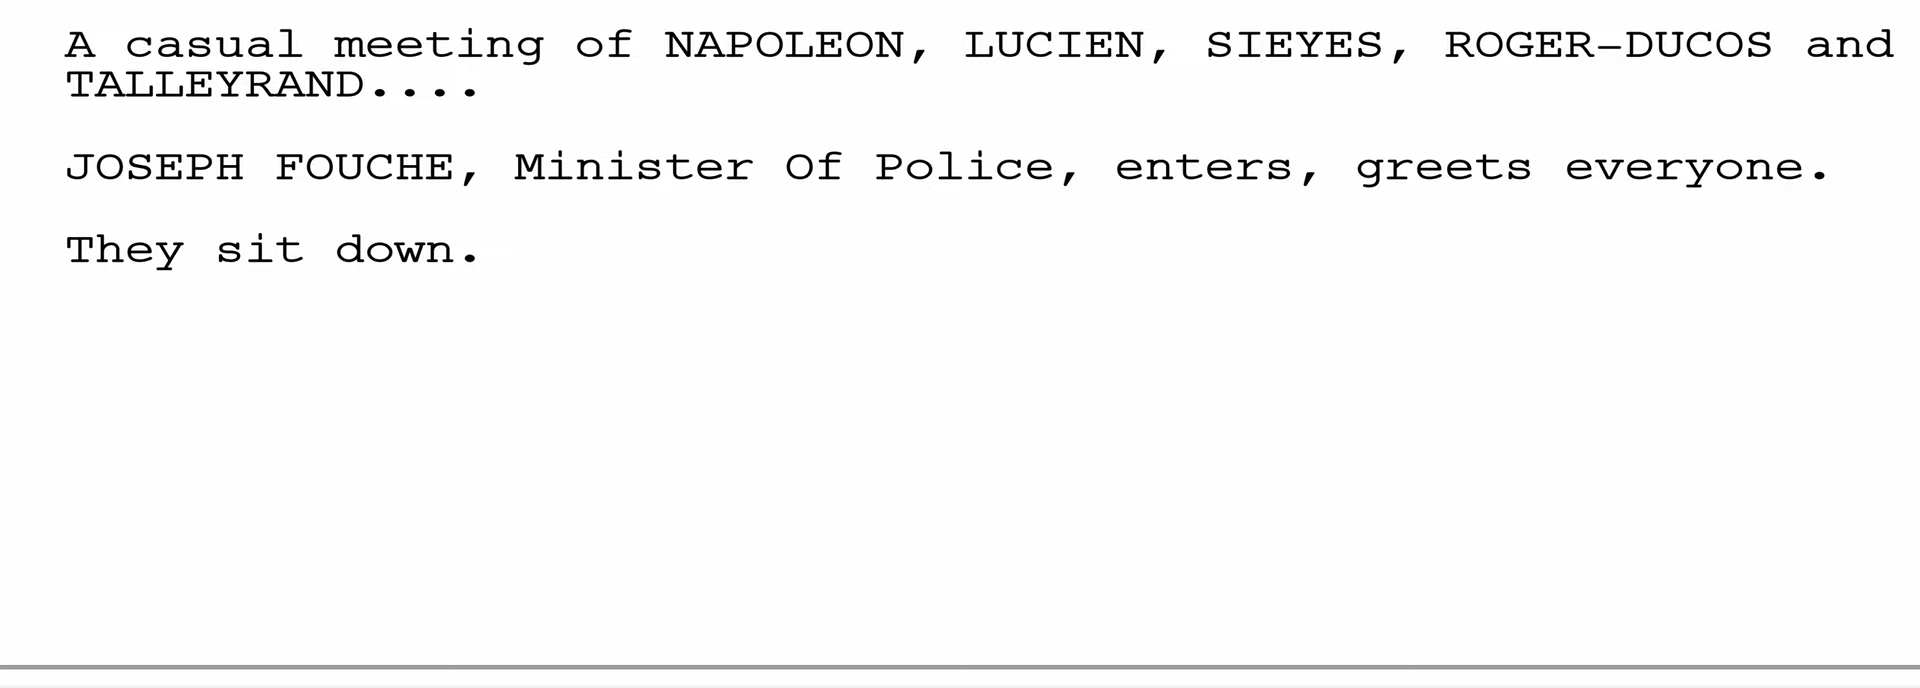 A casual meeting of NAPOLEON, LUCIEN, SIEYES, ROGER-DUCOS and
TALLEYRAND....
JOSEPH FOUCHE, Minister Of Police, enters, greets everyone.
They sit down.